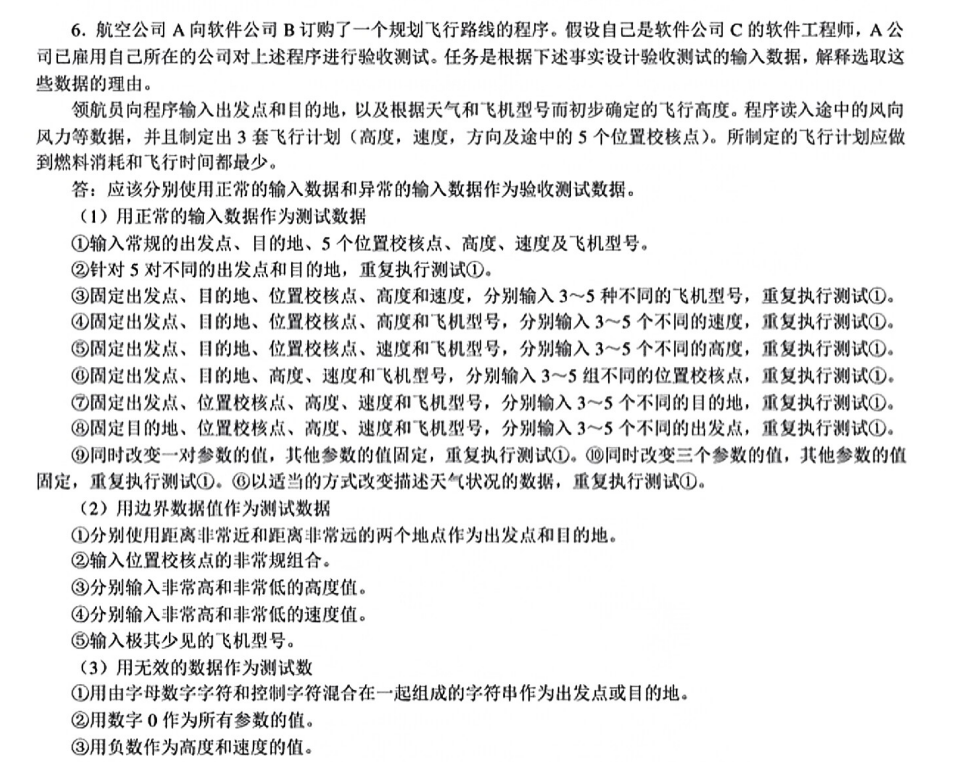 6．航空公司 A 向软件公司 B 订购了一个规划飞行路线的程序。假设自己是软件公司 C 的软件工程师，A 公
司已雇用自己所在的公司对上述程序进行验收测试。任务是根据下述事实设计验收测试的输入数据，解释选取这
些数据的理由。
领航员向程序输入出发点和目的地，以及根据天气和飞机型号而初步确定的飞行高度。程序读入途中的风向
风力等数据，并且制定出 3 套飞行计划（高度，速度，方向及途中的 5 个位置校核点）。所制定的飞行计划应做
到燃料消耗和飞行时间都最少。
答：应该分别使用正常的输入数据和异常的输入数据作为验收测试数据。
（1）用正常的输入数据作为测试数据
①输入常规的出发点、目的地、5 个位置校核点、高度、速度及飞机型号。
②针对 5 对不同的出发点和目的地，重复执行测试①。
③固定出发点、目的地、位置校核点、高度和速度，分别输入 3～5 种不同的飞机型号，重复执行测试①。
④固定出发点、目的地、位置校核点、高度和飞机型号，分别输入 3～5 个不同的速度，重复执行测试①。
⑤固定出发点、目的地、位置校核点、速度和飞机型号，分别输入 3～5 个不同的高度，重复执行测试①。
⑥固定出发点、目的地、高度、速度和飞机型号，分别输入 3～5 组不同的位置校核点，重复执行测试①。
⑦固定出发点、位置校核点、高度、速度和飞机型号，分别输入 3～5 个不同的目的地，重复执行测试①。
⑧固定目的地、位置校核点、高度、速度和飞机型号，分别输入 3～5 个不同的出发点，重复执行测试①。
⑨同时改变一对参数的值，其他参数的值固定，重复执行测试①。⑩同时改变三个参数的值，其他参数的值
固定，重复执行测试①。⑥以适当的方式改变描述天气状况的数据，重复执行测试①。
（2）用边界数据值作为测试数据
①分别使用距离非常近和距离非常远的两个地点作为出发点和目的地。
②输入位置校核点的非常规组合。
③分别输入非常高和非常低的高度值。
④分别输入非常高和非常低的速度值。
⑤输入极其少见的飞机型号。
（3）用无效的数据作为测试数
①用由字母数字字符和控制字符混合在一起组成的字符串作为出发点或目的地。
②用数字 0 作为所有参数的值。
③用负数作为高度和速度的值。